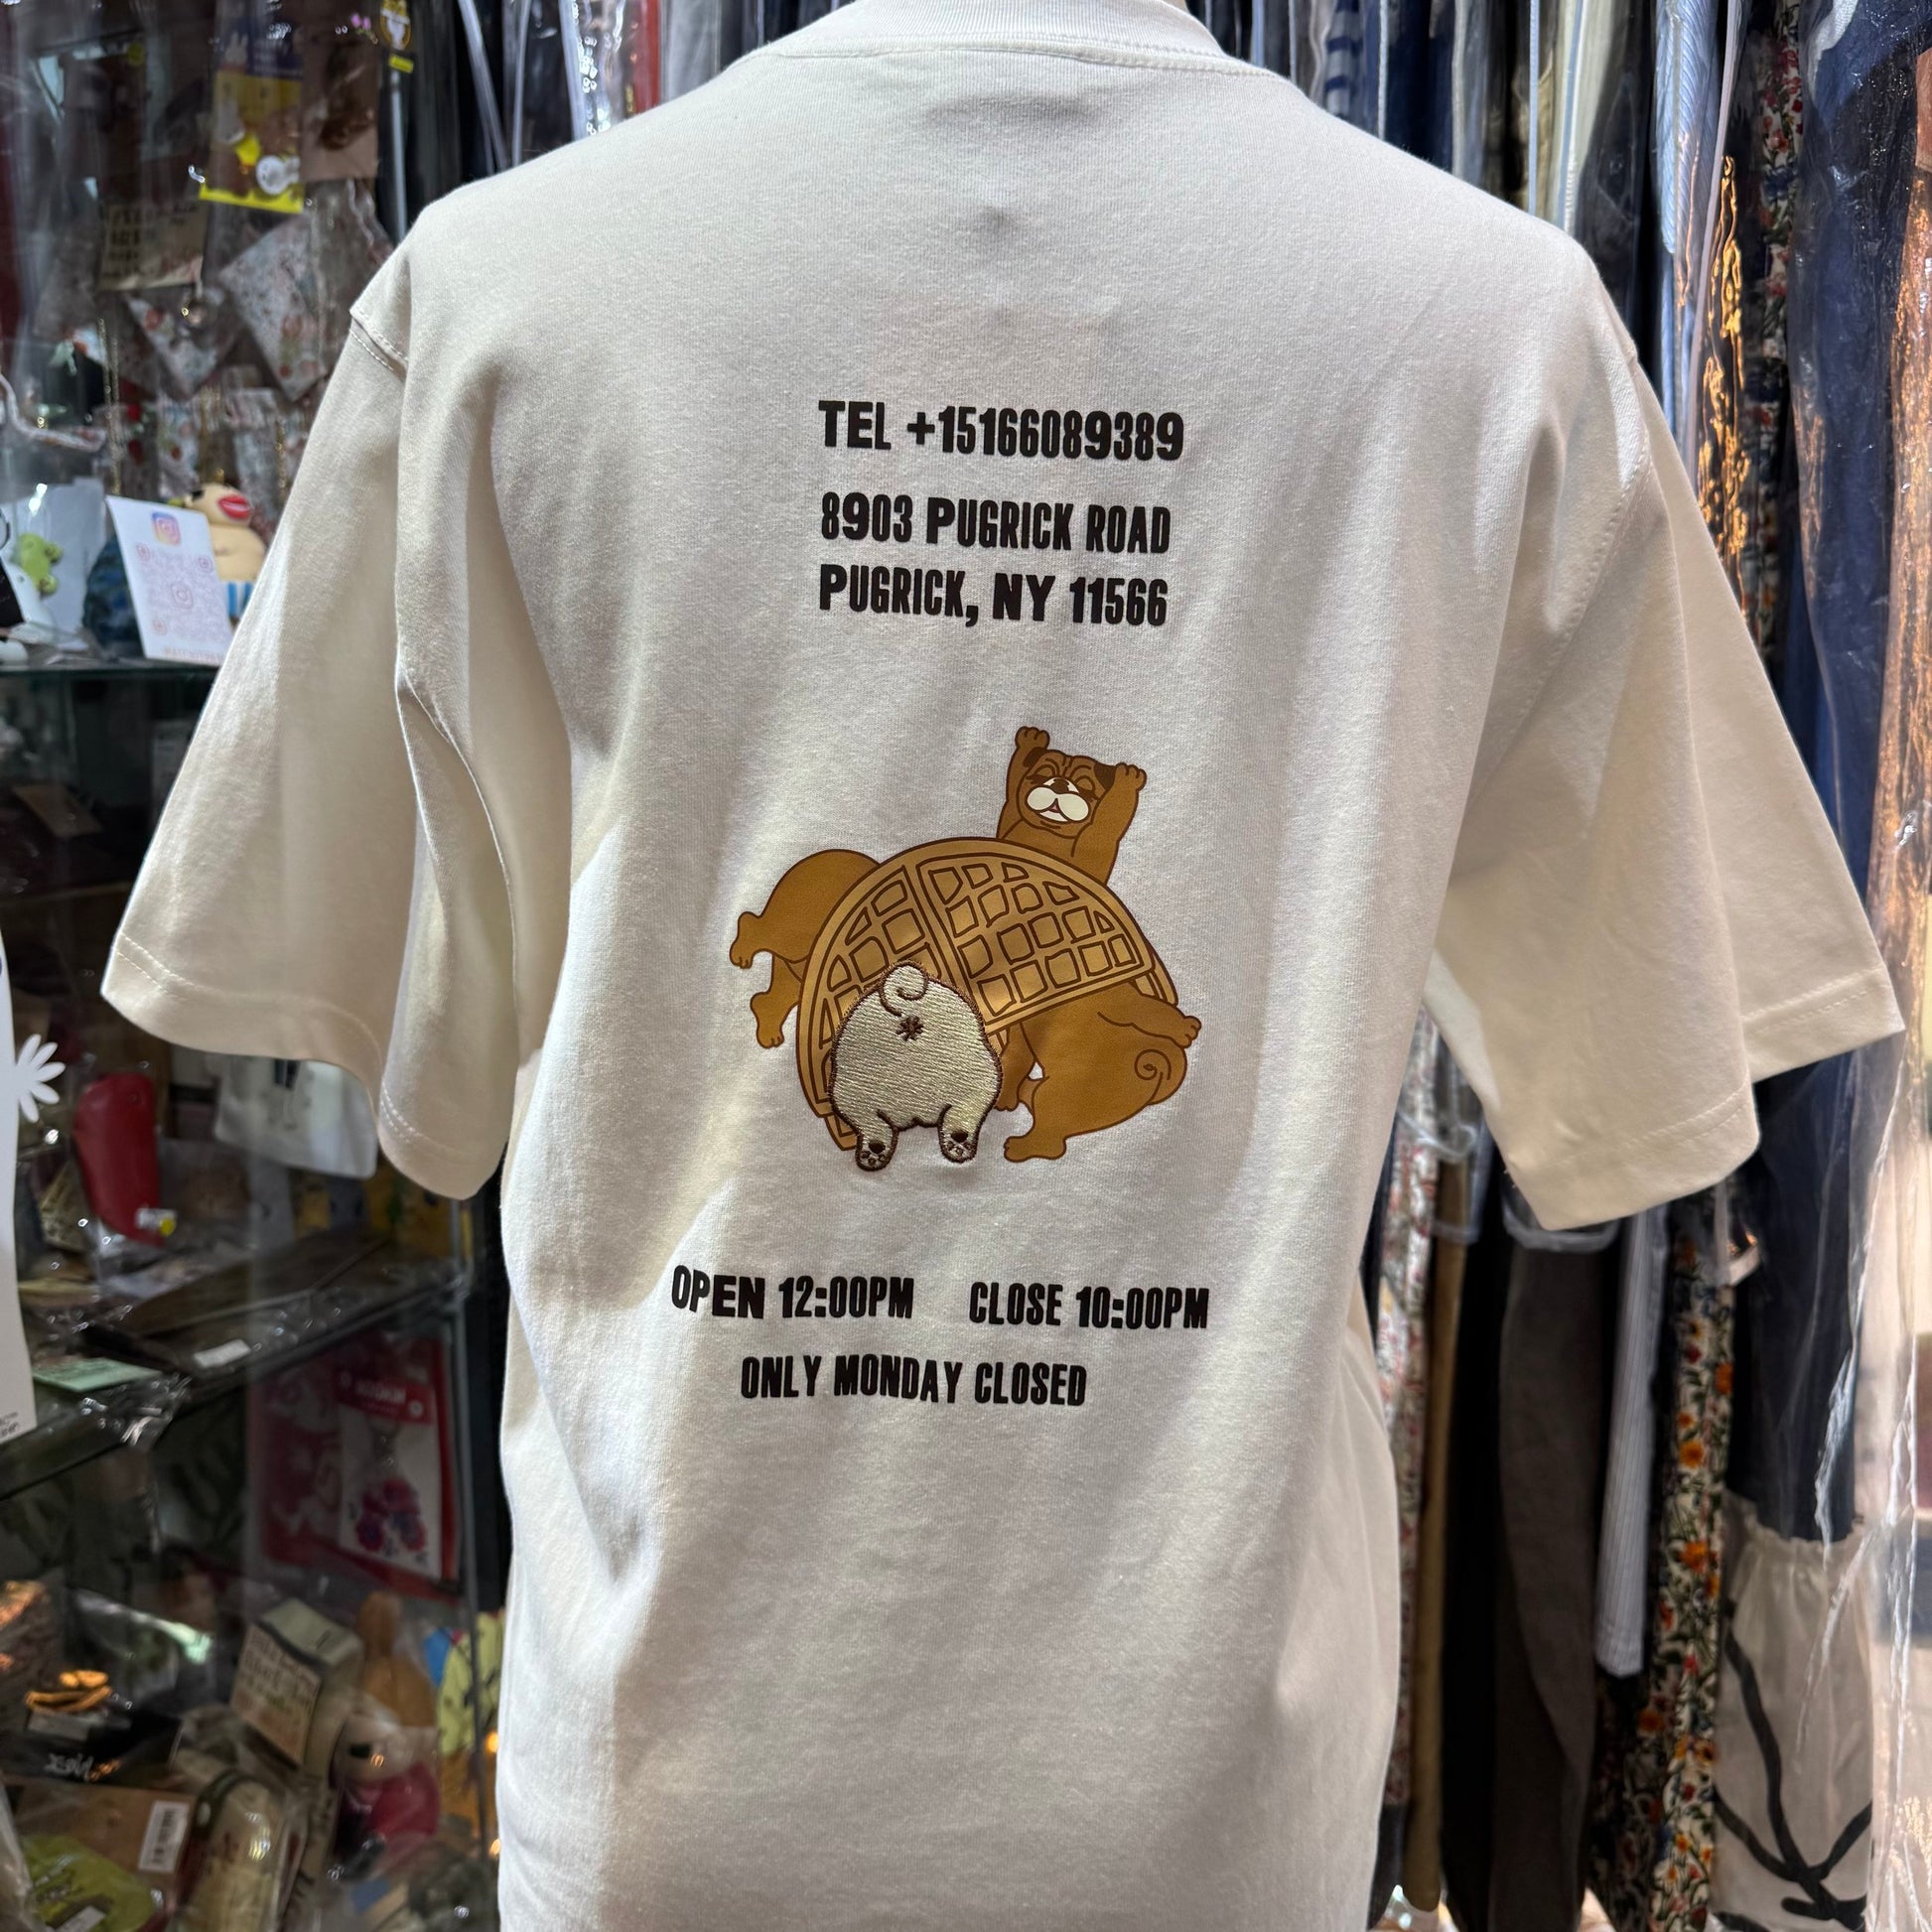 TEL +15166089389
8903 PUGRICK ROAD
PUGRICK, NY 11566
OPEN 12:00PM CLOSE 10:00PM
ONLY MONDAY CLOSED